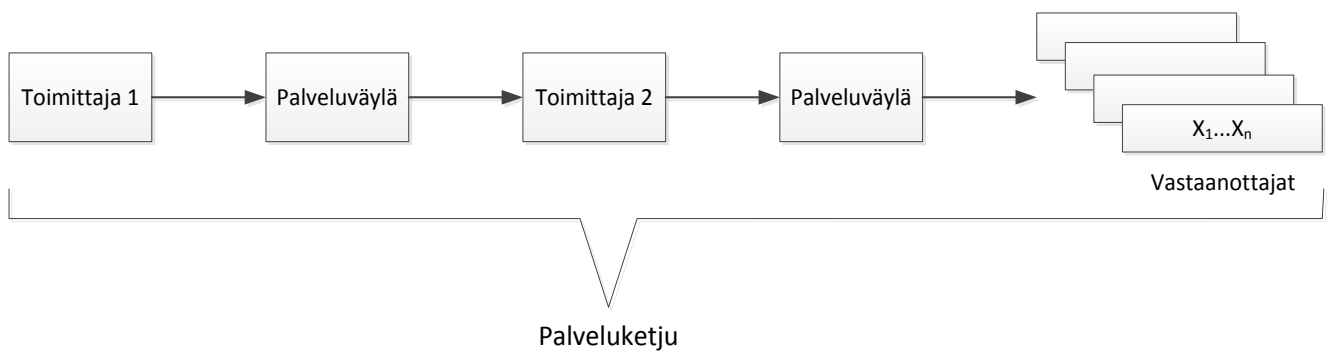 Toimittaja 1
Palveluväylä
Toimittaja 2
Palveluväylä
X₁...Xₙ
Vastaanottajat
Palveluketju